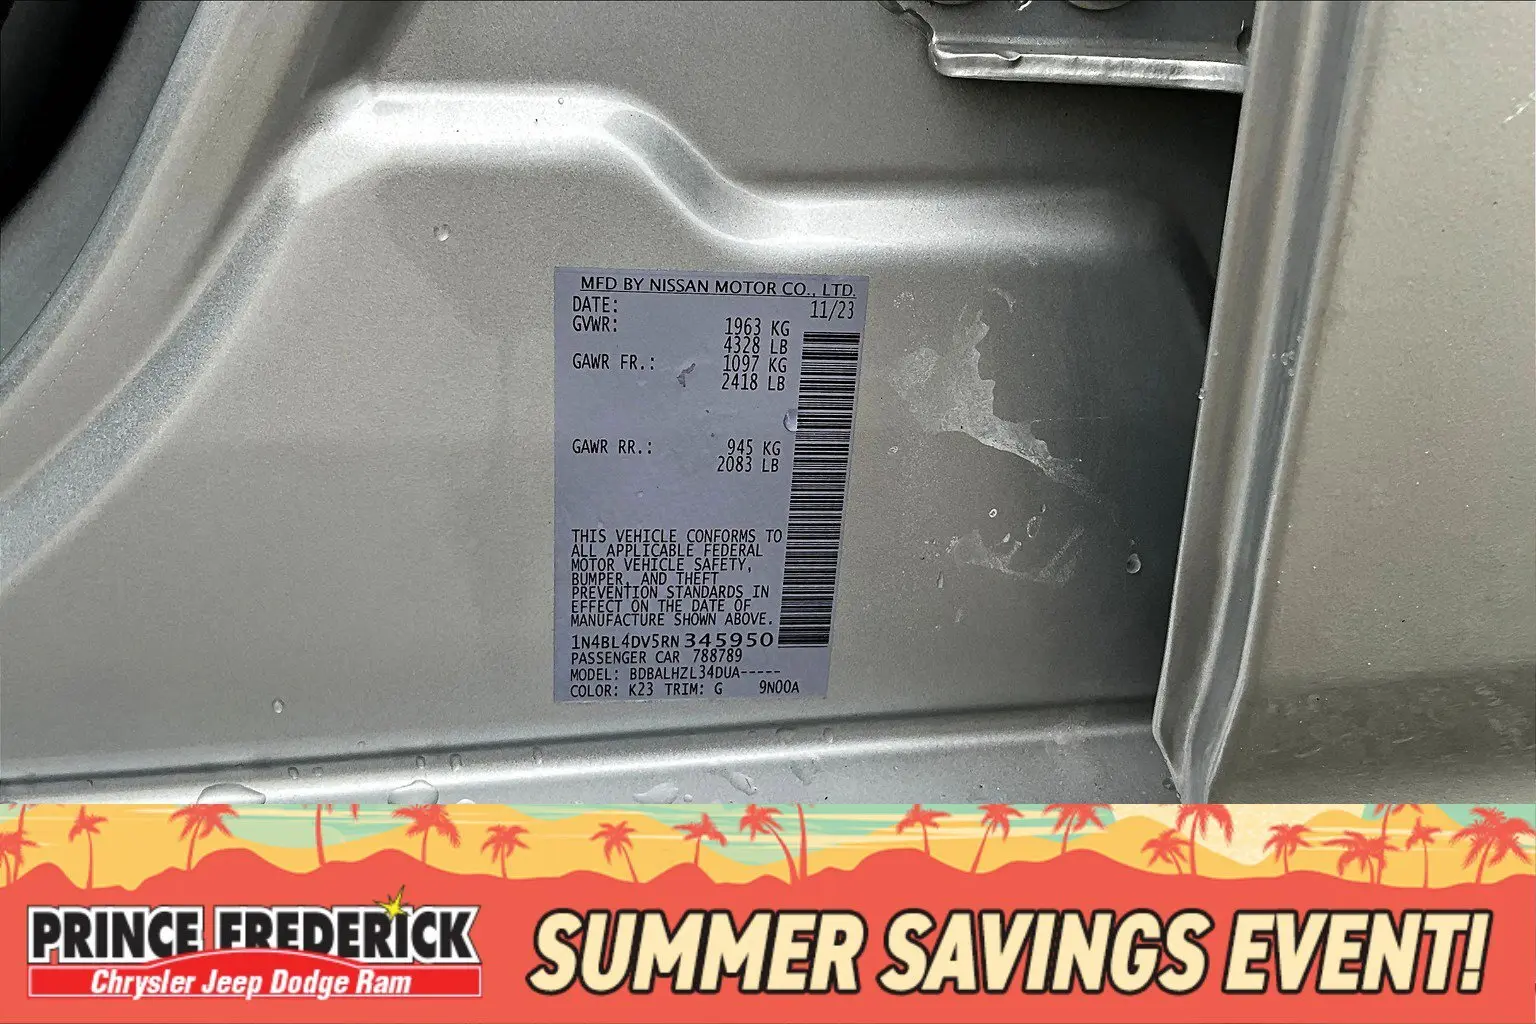 MFD BY NISSAN MOTOR CO., LTD.
DATE: 11/23
GVWR: 1963 KG
4328 LB
GAWR FR.: 1097 KG
2418 LB
GAWR RR.: 945 KG
2083 LB
THIS VEHICLE CONFORMS TO
ALL APPLICABLE FEDERAL
MOTOR VEHICLE SAFETY,
BUMPER, AND THEFT
PREVENTION STANDARDS IN
EFFECT ON THE DATE OF
MANUFACTURE SHOWN ABOVE.
1N4BL4DV5RN345950
PASSENGER CAR 788789
MODEL: BDBALHZL34DUA-----
COLOR: K23 TRIM: G 9N00A
PRINCE FREDERICK
Chrysler Jeep Dodge Ram
SUMMER SAVINGS EVENT!